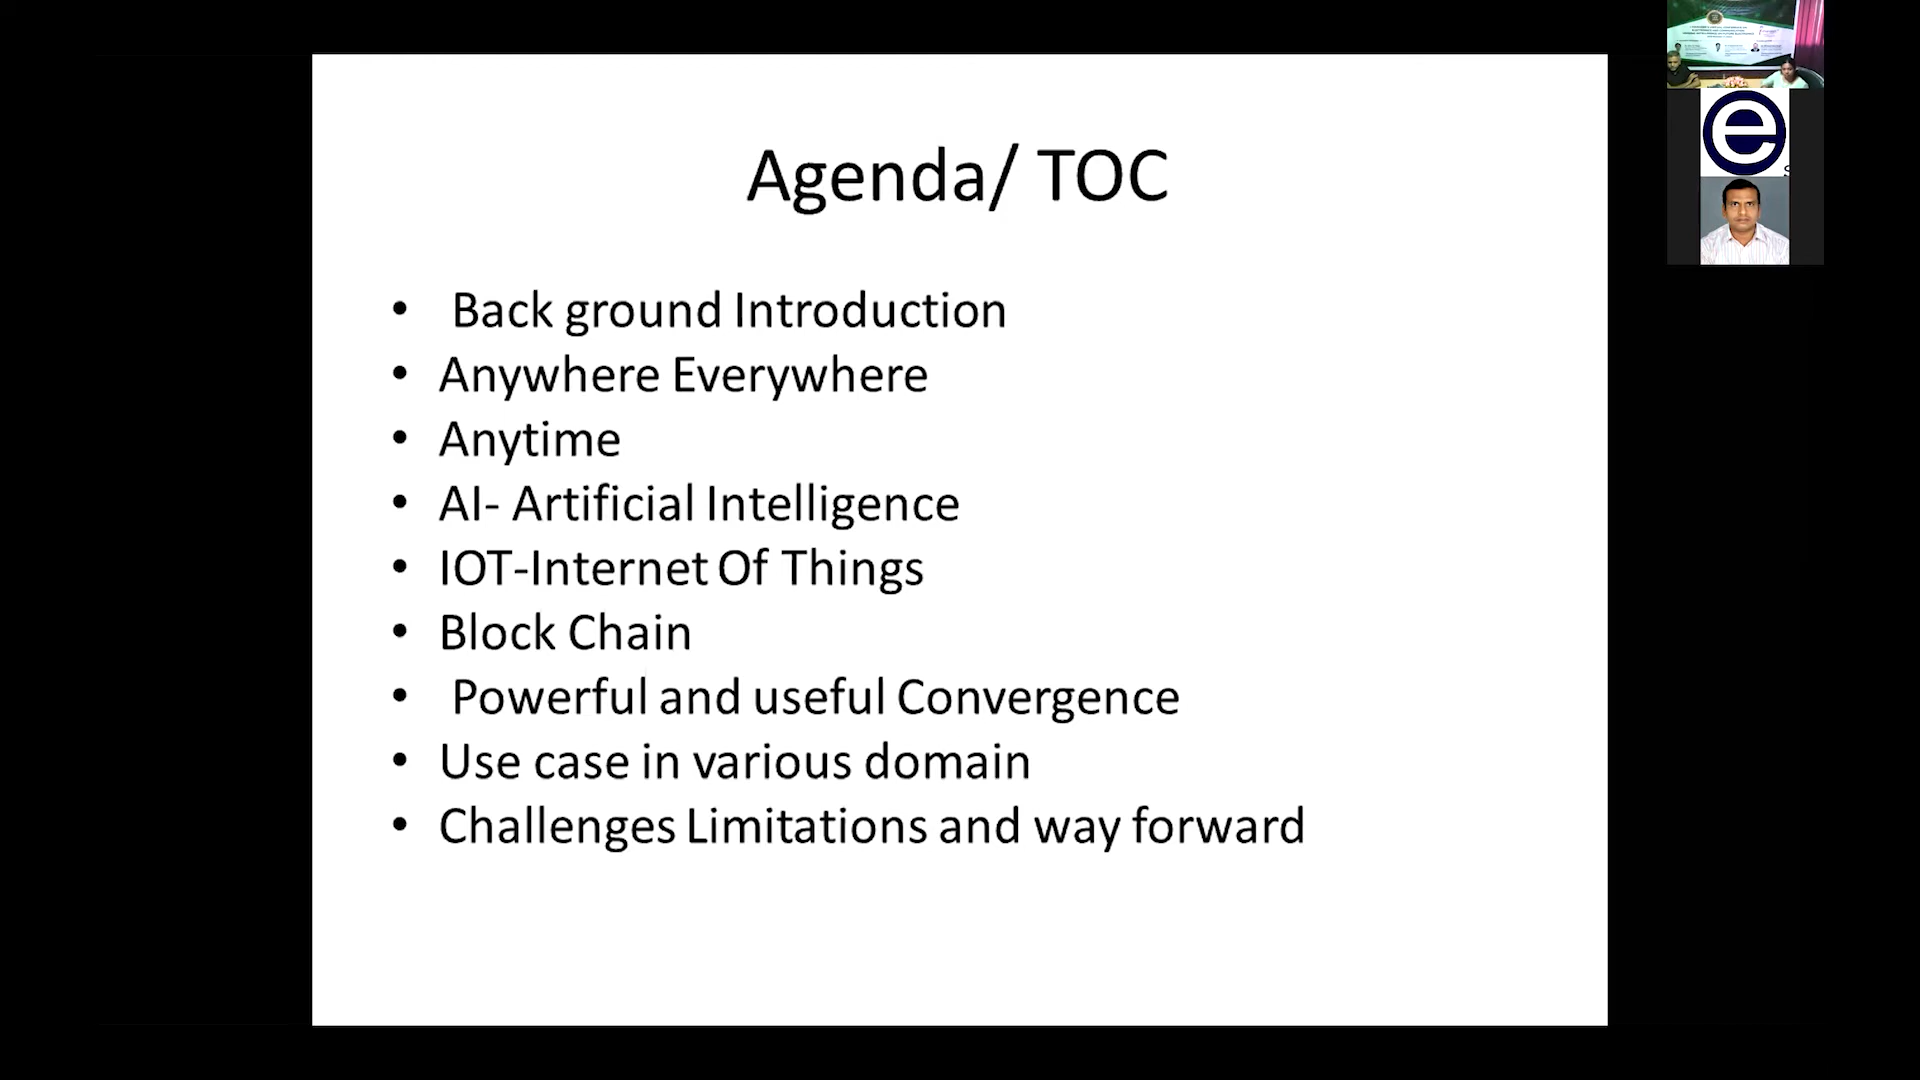 Agenda/ TOC
• Back ground Introduction
• Anywhere Everywhere
• Anytime
• AI- Artificial Intelligence
• IOT-Internet Of Things
• Block Chain
• Powerful and useful Convergence
• Use case in various domain
• Challenges Limitations and way forward
e